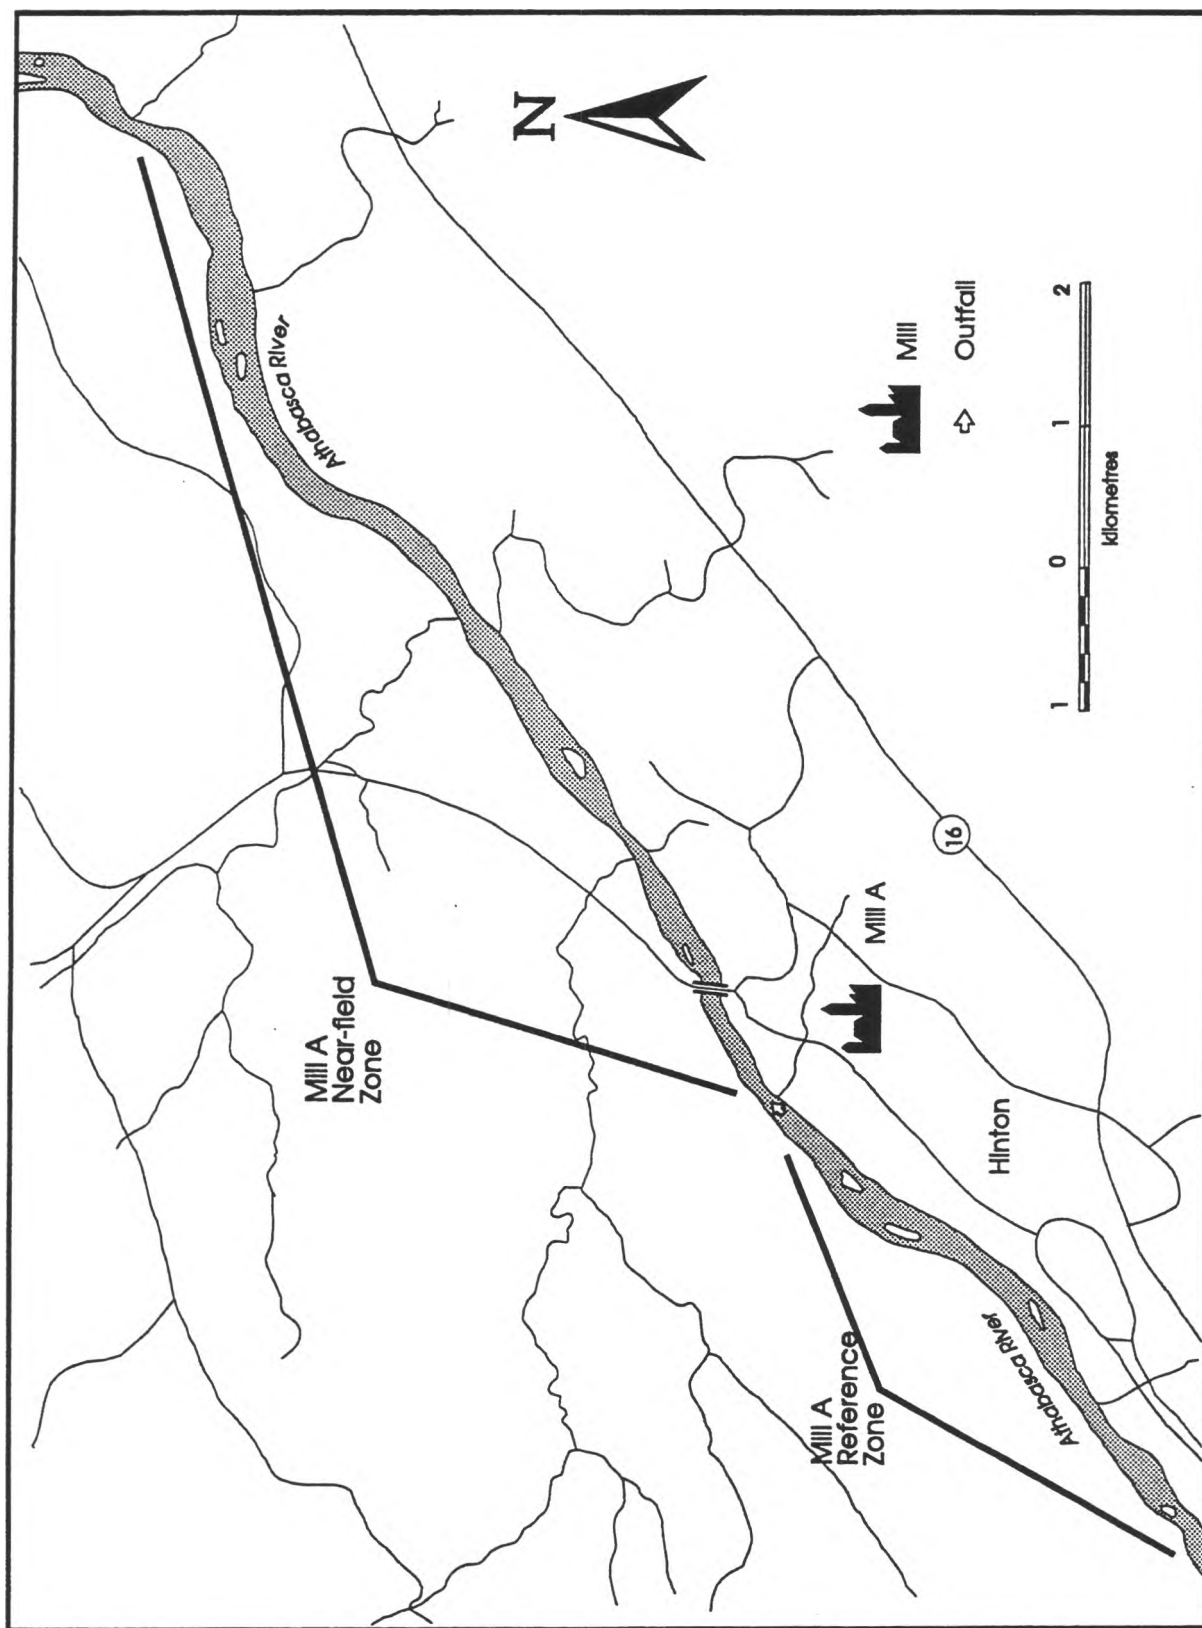 N
Athabasca River
Mill A
Near-field
Zone
Mill A
Reference
Zone
Athabasca River
Hinton
Mill A
16
Mill
Outfall
1 0 1 2
kilometres